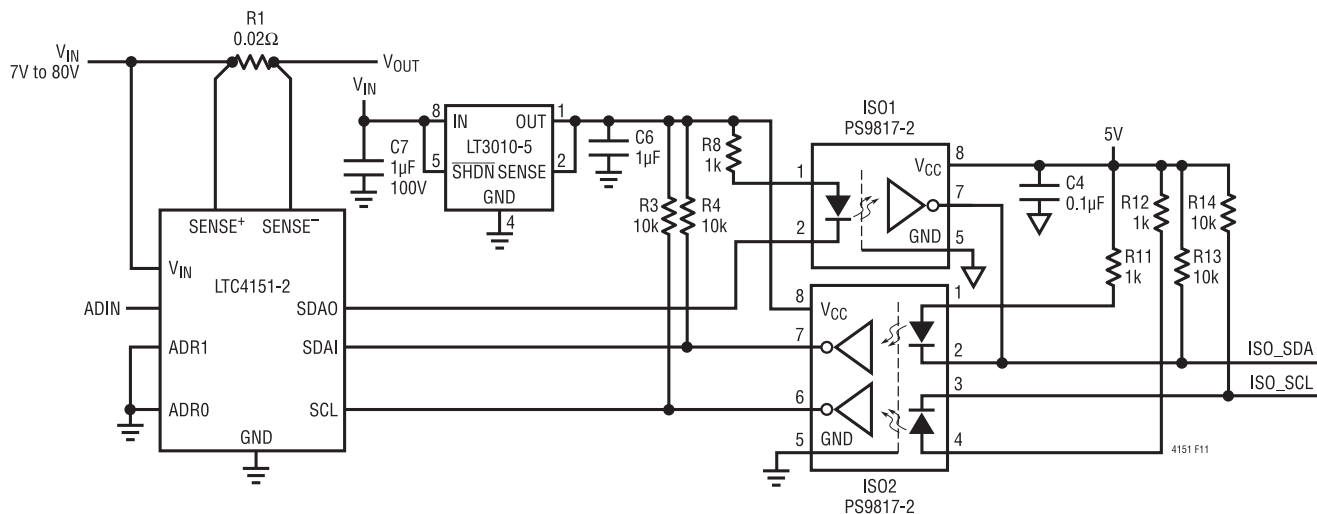 R1
0.02Ω
VIN
7V to 80V
VOUT
SENSE+
SENSE−
VIN
LTC4151-2
ADIN
SDAO
ADR1
SDAI
ADR0
SCL
GND
VIN
C7
1µF
100V
8
IN
OUT
1
LT3010-5
5
SHDN
SENSE
2
GND
4
C6
1µF
R8
1k
R3
10k
R4
10k
ISO1
PS9817-2
1
2
VCC
8
7
GND
5
5V
C4
0.1µF
R12
1k
R14
10k
R11
1k
R13
10k
8
VCC
7
6
5
GND
1
2
3
4
ISO2
PS9817-2
ISO_SDA
ISO_SCL
4151 F11